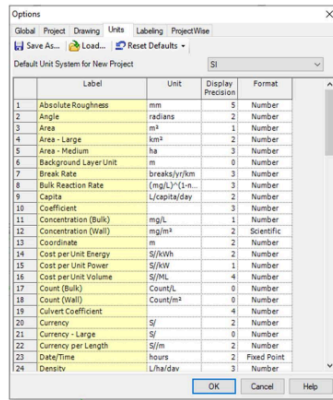 Options
Global Project Drawing Units Labeling ProjectWise
Save As... Load... Reset Defaults
Default Unit System for New Project SI
Label Unit Display Precision Format
1 Absolute Roughness mm 5 Number
2 Angle radians 2 Number
3 Area m² 1 Number
4 Area - Large km² 2 Number
5 Area - Medium ha 3 Number
6 Background Layer Unit m 0 Number
7 Break Rate breaks/yr/km 3 Number
8 Bulk Reaction Rate (mg/L)^(1-n... 3 Number
9 Capita L/capita/day 2 Number
10 Coefficient 3 Number
11 Concentration (Bulk) mg/L 1 Number
12 Concentration (Wall) mg/m² 2 Scientific
13 Coordinate m 2 Number
14 Cost per Unit Energy S//kWh 2 Number
15 Cost per Unit Power S//kW 1 Number
16 Cost per Unit Volume S//ML 4 Number
17 Count (Bulk) Count/L 0 Number
18 Count (Wall) Count/m² 0 Number
19 Culvert Coefficient 4 Number
20 Currency S/ 2 Number
21 Currency - Large S/ 0 Number
22 Currency per Length S//m 2 Number
23 Date/Time hours 2 Fixed Point
24 Density L/ha/day 3 Number
OK Cancel Help